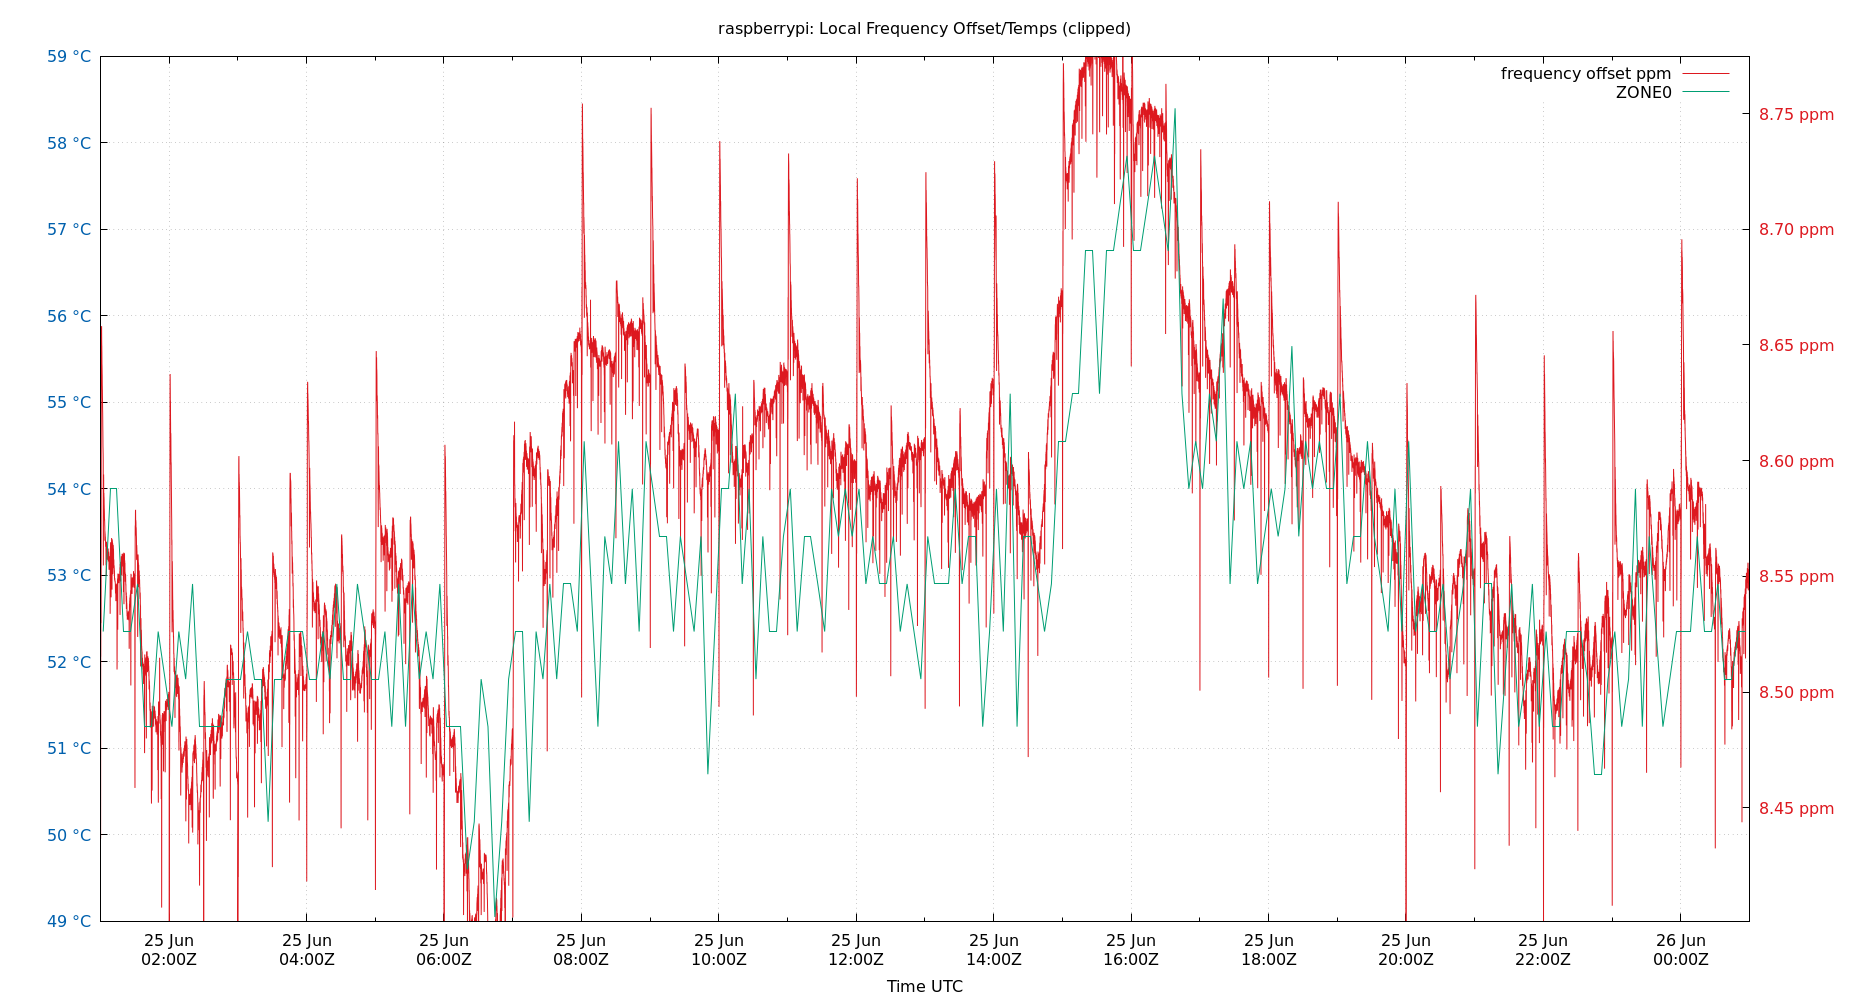 raspberrypi: Local Frequency Offset/Temps (clipped)
frequency offset ppm
ZONE0
59 °C
58 °C
57 °C
56 °C
55 °C
54 °C
53 °C
52 °C
51 °C
50 °C
49 °C
8.75 ppm
8.70 ppm
8.65 ppm
8.60 ppm
8.55 ppm
8.50 ppm
8.45 ppm
25 Jun
02:00Z
25 Jun
04:00Z
25 Jun
06:00Z
25 Jun
08:00Z
25 Jun
10:00Z
25 Jun
12:00Z
25 Jun
14:00Z
25 Jun
16:00Z
25 Jun
18:00Z
25 Jun
20:00Z
25 Jun
22:00Z
26 Jun
00:00Z
Time UTC